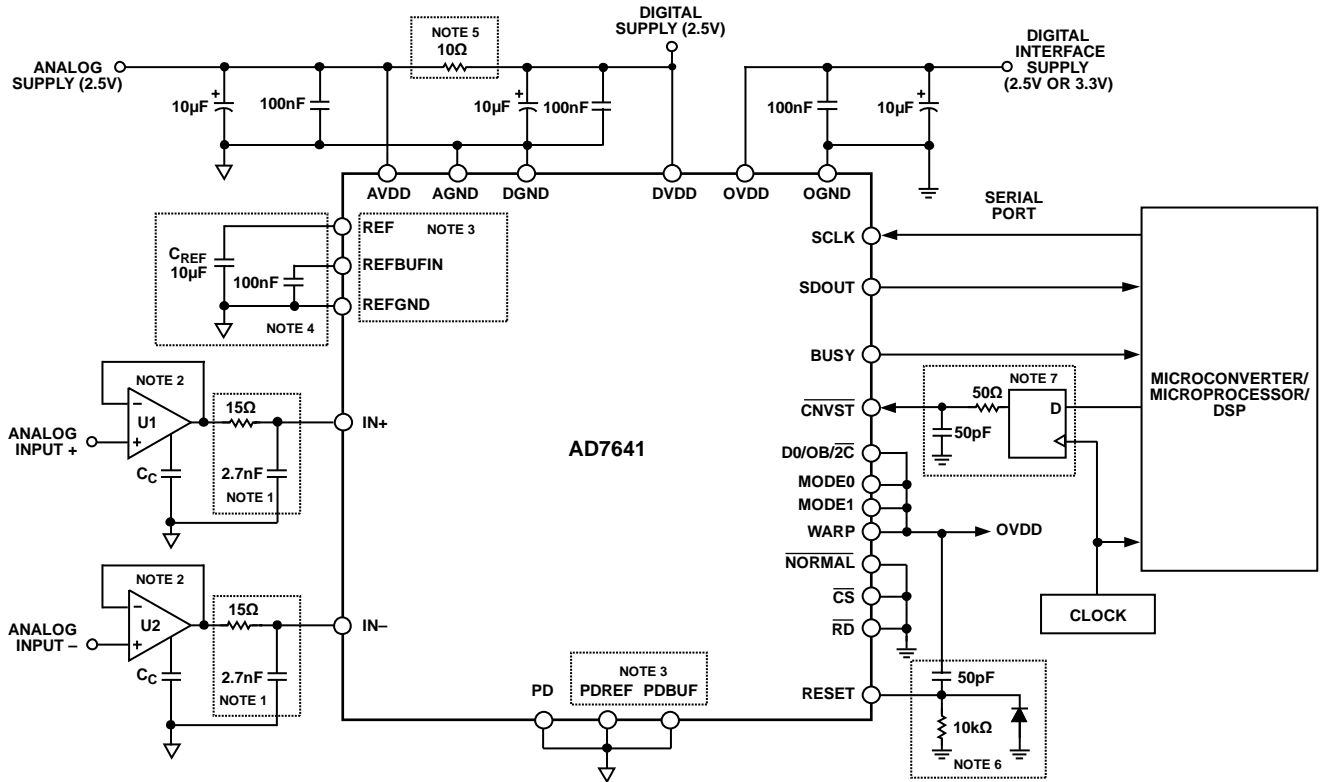 ANALOG
SUPPLY (2.5V)
NOTE 5
10Ω
DIGITAL
SUPPLY (2.5V)
DIGITAL
INTERFACE
SUPPLY
(2.5V OR 3.3V)
10µF
+
100nF
10µF
+
100nF
100nF
10µF
+
AVDD
AGND
DGND
DVDD
OVDD
OGND
CREF
10µF
100nF
NOTE 4
REF
REFBUFIN
REFGND
NOTE 3
NOTE 2
U1
−
+
ANALOG
INPUT +
CC
15Ω
2.7nF
NOTE 1
IN+
NOTE 2
U2
−
+
ANALOG
INPUT −
CC
15Ω
2.7nF
NOTE 1
IN−
AD7641
PD
NOTE 3
PDREF PDBUF
SCLK
SDOUT
BUSY
CNVST
D0/OB/2C
MODE0
MODE1
WARP
NORMAL
CS
RD
RESET
SERIAL
PORT
NOTE 7
50Ω
D
50pF
OVDD
50pF
10kΩ
NOTE 6
MICROCONVERTER/
MICROPROCESSOR/
DSP
CLOCK